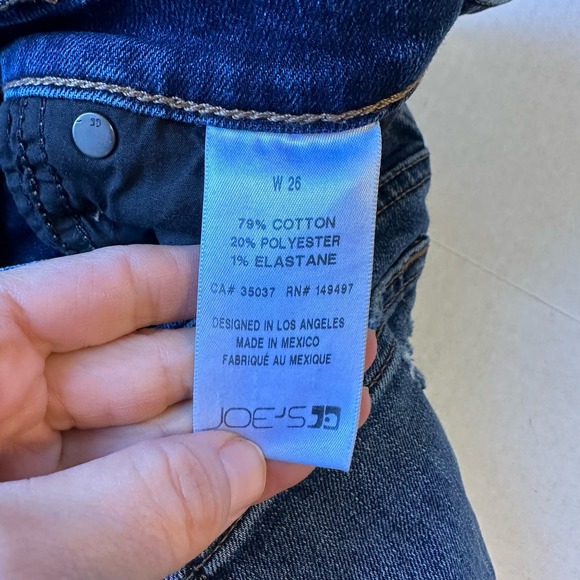 W 26
79% COTTON
20% POLYESTER
1% ELASTANE
CA# 35037 RN# 149497
DESIGNED IN LOS ANGELES
MADE IN MEXICO
FABRIQUÉ AU MEXIQUE
JOE'S